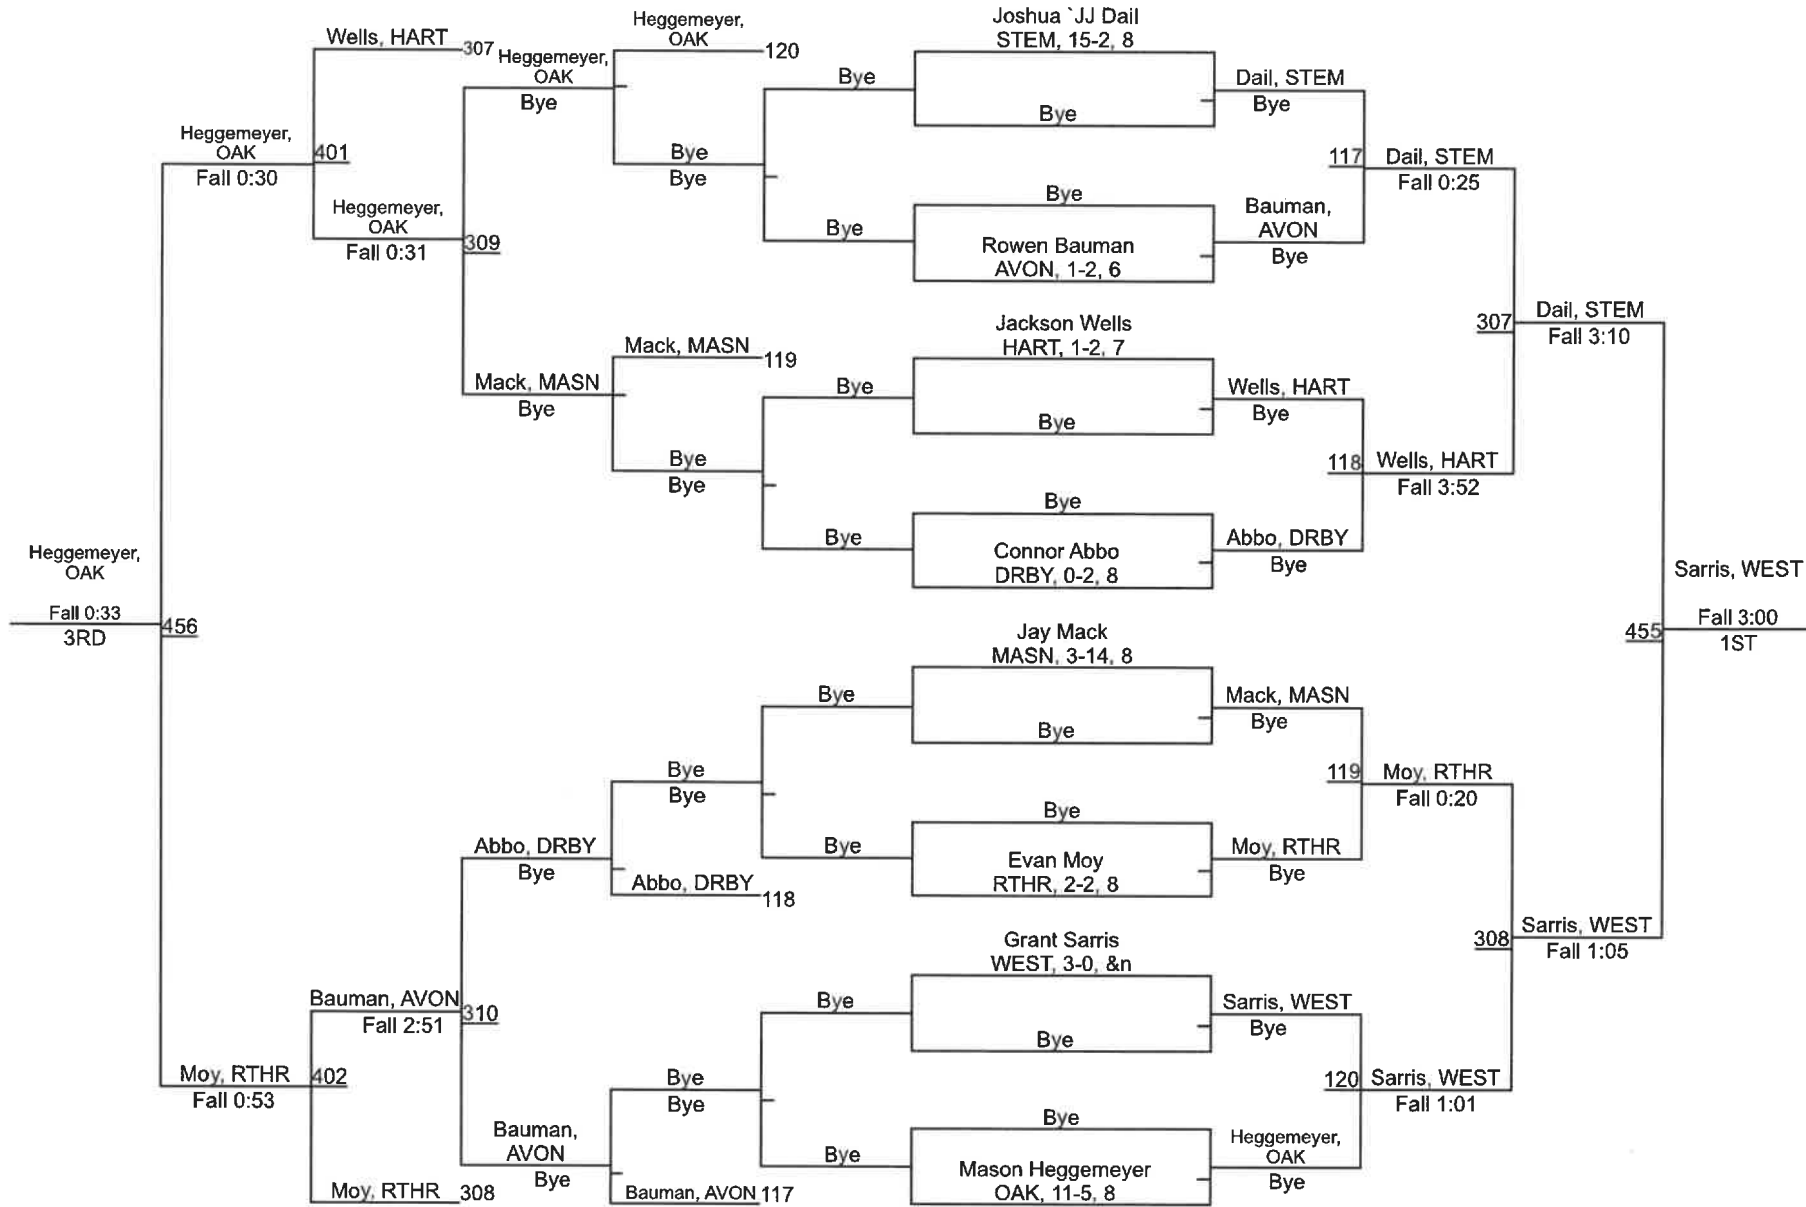 Wells, HART
307
Heggemeyer,
OAK
120
Heggemeyer,
OAK
Bye
Bye
Bye
Heggemeyer,
OAK
Fall 0:30
401
Heggemeyer,
OAK
Fall 0:31
309
Mack, MASN
119
Mack, MASN
Bye
Bye
Bye
Heggemeyer,
OAK
Fall 0:33
3RD
456
Bye
Bye
Abbo, DRBY
Bye
Abbo, DRBY
118
Bauman, AVON
Fall 2:51
310
Moy, RTHR
Fall 0:53
402
Bye
Bye
Bauman,
AVON
Bye
Moy, RTHR
308
Bauman, AVON
117
Bye
Bye
Bye
Bye
Bye
Bye
Bye
Bye
Joshua `JJ Dail
STEM, 15-2, 8
Bye
Bye
Rowen Bauman
AVON, 1-2, 6
Jackson Wells
HART, 1-2, 7
Bye
Bye
Connor Abbo
DRBY, 0-2, 8
Jay Mack
MASN, 3-14, 8
Bye
Bye
Evan Moy
RTHR, 2-2, 8
Grant Sarris
WEST, 3-0, &n
Bye
Bye
Mason Heggemeyer
OAK, 11-5, 8
Dail, STEM
Bye
117
Dail, STEM
Fall 0:25
Bauman,
AVON
Bye
307
Dail, STEM
Fall 3:10
Wells, HART
Bye
118
Wells, HART
Fall 3:52
Abbo, DRBY
Bye
Sarris, WEST
Fall 3:00
455
1ST
Mack, MASN
Bye
119
Moy, RTHR
Fall 0:20
Moy, RTHR
Bye
308
Sarris, WEST
Fall 1:05
Sarris, WEST
Bye
120
Sarris, WEST
Fall 1:01
Heggemeyer,
OAK
Bye